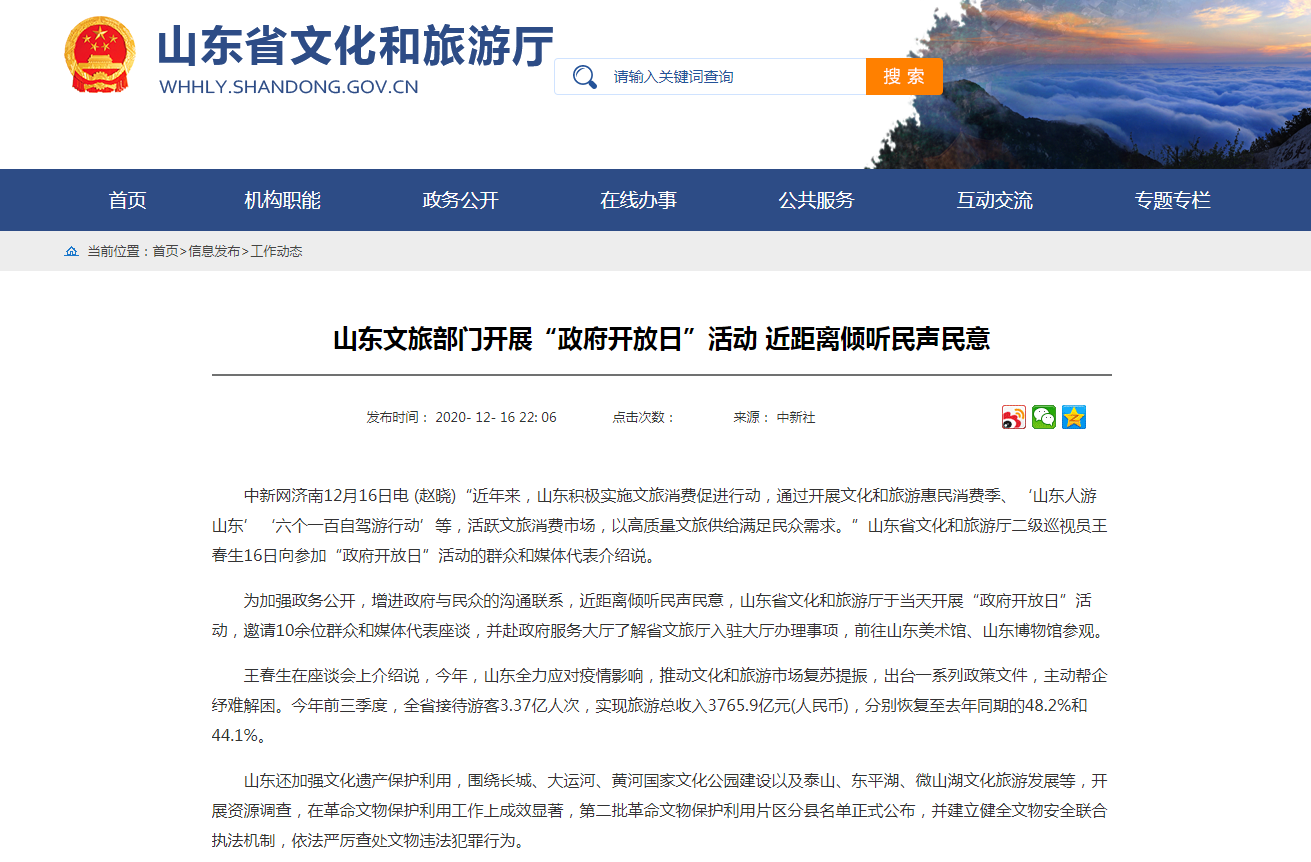 山东省文化和旅游厅
WHHLY.SHANDONG.GOV.CN
请输入关键词查询
搜 索
首页 机构职能 政务公开 在线办事 公共服务 互动交流 专题专栏
当前位置：首页>信息发布>工作动态
山东文旅部门开展“政府开放日”活动 近距离倾听民声民意
发布时间： 2020- 12- 16 22: 06 点击次数： 来源： 中新社
中新网济南12月16日电 (赵晓)“近年来，山东积极实施文旅消费促进行动，通过开展文化和旅游惠民消费季、‘山东人游
山东’‘六个一百自驾游行动’等，活跃文旅消费市场，以高质量文旅供给满足民众需求。”山东省文化和旅游厅二级巡视员王
春生16日向参加“政府开放日”活动的群众和媒体代表介绍说。
为加强政务公开，增进政府与民众的沟通联系，近距离倾听民声民意，山东省文化和旅游厅于当天开展“政府开放日”活
动，邀请10余位群众和媒体代表座谈，并赴政府服务大厅了解省文旅厅入驻大厅办理事项，前往山东美术馆、山东博物馆参观。
王春生在座谈会上介绍说，今年，山东全力应对疫情影响，推动文化和旅游市场复苏提振，出台一系列政策文件，主动帮企
纾难解困。今年前三季度，全省接待游客3.37亿人次，实现旅游总收入3765.9亿元(人民币)，分别恢复至去年同期的48.2%和
44.1%。
山东还加强文化遗产保护利用，围绕长城、大运河、黄河国家文化公园建设以及泰山、东平湖、微山湖文化旅游发展等，开
展资源调查，在革命文物保护利用工作上成效显著，第二批革命文物保护利用片区分县名单正式公布，并建立健全文物安全联合
执法机制，依法严厉查处文物违法犯罪行为。